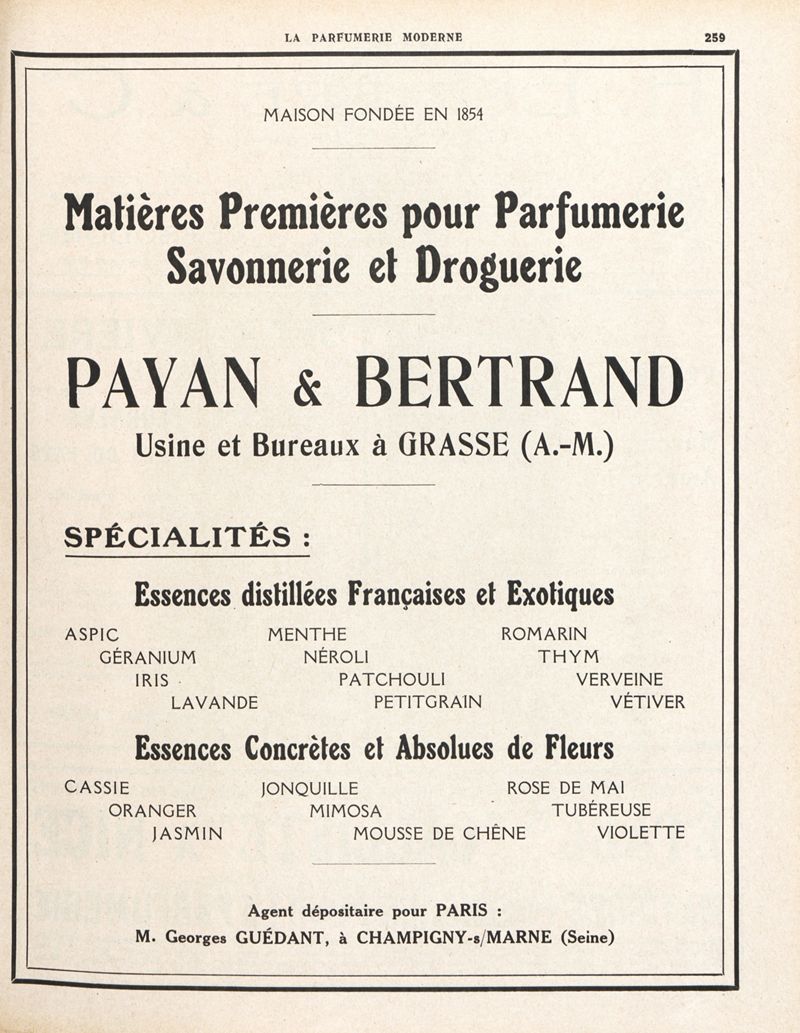 LA PARFUMERIE MODERNE 259
MAISON FONDÉE EN 1854
Matières Premières pour Parfumerie
Savonnerie et Droguerie
PAYAN & BERTRAND
Usine et Bureaux à GRASSE (A.-M.)
SPÉCIALITÉS :
Essences distillées Françaises et Exotiques
ASPIC MENTHE ROMARIN
GÉRANIUM NÉROLI THYM
IRIS PATCHOULI VERVEINE
LAVANDE PETITGRAIN VÉTIVER
Essences Concrètes et Absolues de Fleurs
CASSIE JONQUILLE ROSE DE MAI
ORANGER MIMOSA TUBÉREUSE
JASMIN MOUSSE DE CHÊNE VIOLETTE
Agent dépositaire pour PARIS :
M. Georges GUÉDANT, à CHAMPIGNY-s/MARNE (Seine)